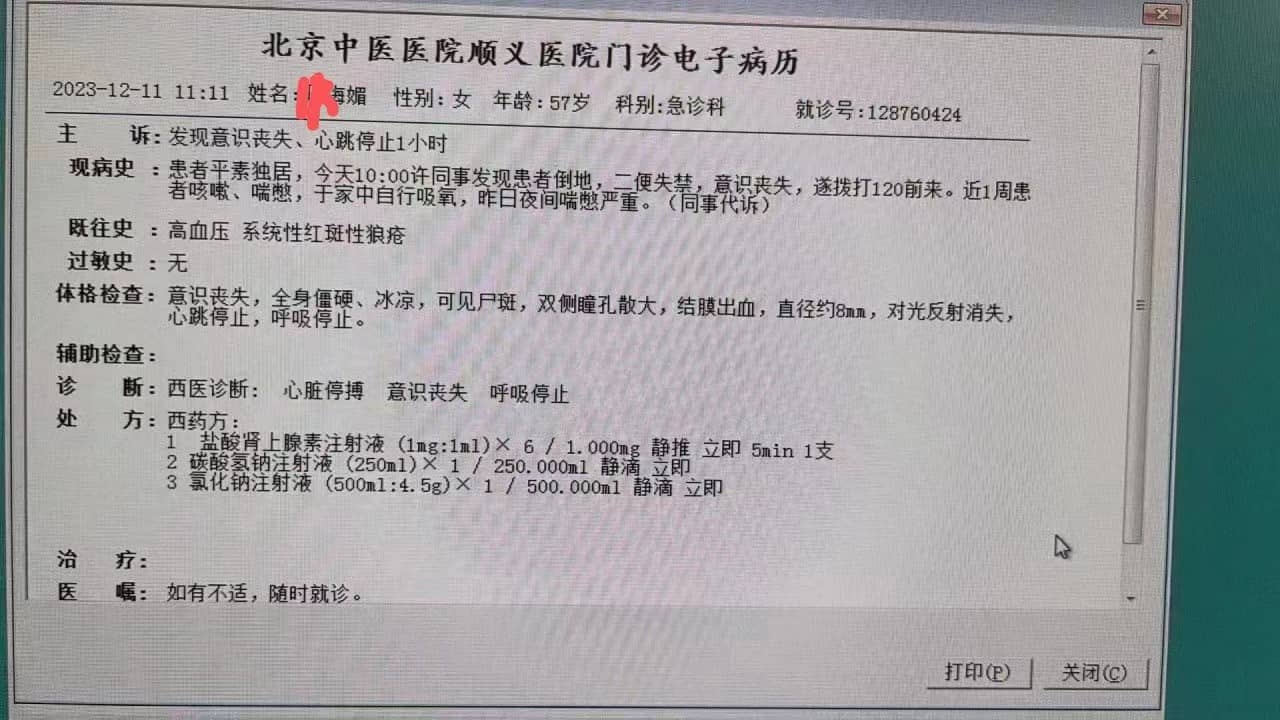 北京中医医院顺义医院门诊电子病历
2023-12-11 11:11 姓名: 媚 性别:女 年龄:57岁 科别:急诊科 就诊号:128760424
主 诉:发现意识丧失、心跳停止1小时
现病史 :患者平素独居，今天10:00许同事发现患者倒地，二便失禁，意识丧失，遂拨打120前来。近1周患
者咳嗽、喘憋，于家中自行吸氧，昨日夜间喘憋严重。（同事代诉）
既往史 :高血压 系统性红斑性狼疮
过敏史 :无
体格检查:意识丧失，全身僵硬、冰凉，可见尸斑，双侧瞳孔散大，结膜出血，直径约8mm，对光反射消失，
心跳停止，呼吸停止。
辅助检查:
诊 断:西医诊断: 心脏停搏 意识丧失 呼吸停止
处 方:西药方:
1 盐酸肾上腺素注射液 (1mg:1ml)× 6 / 1.000mg 静推 立即 5min 1支
2 碳酸氢钠注射液 (250ml)× 1 / 250.000ml 静滴 立即
3 氯化钠注射液 (500ml:4.5g)× 1 / 500.000ml 静滴 立即
治 疗:
医 嘱: 如有不适，随时就诊。
打印(P) 关闭(C)